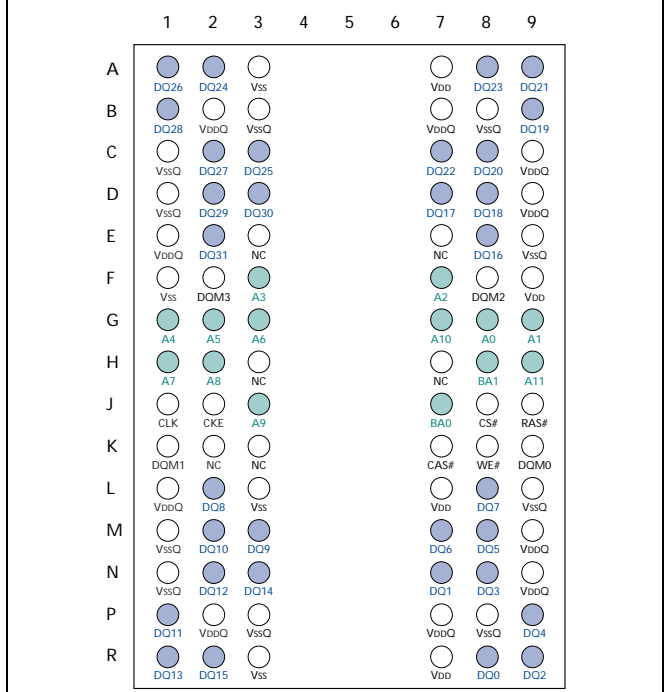 1 2 3 4 5 6 7 8 9
A
DQ26 DQ24 Vss VDD DQ23 DQ21
B
DQ28 VDDQ VssQ VDDQ VssQ DQ19
C
VssQ DQ27 DQ25 DQ22 DQ20 VDDQ
D
VssQ DQ29 DQ30 DQ17 DQ18 VDDQ
E
VDDQ DQ31 NC NC DQ16 VssQ
F
Vss DQM3 A3 A2 DQM2 VDD
G
A4 A5 A6 A10 A0 A1
H
A7 A8 NC NC BA1 A11
J
CLK CKE A9 BA0 CS# RAS#
K
DQM1 NC NC CAS# WE# DQM0
L
VDDQ DQ8 Vss VDD DQ7 VssQ
M
VssQ DQ10 DQ9 DQ6 DQ5 VDDQ
N
VssQ DQ12 DQ14 DQ1 DQ3 VDDQ
P
DQ11 VDDQ VssQ VDDQ VssQ DQ4
R
DQ13 DQ15 Vss VDD DQ0 DQ2